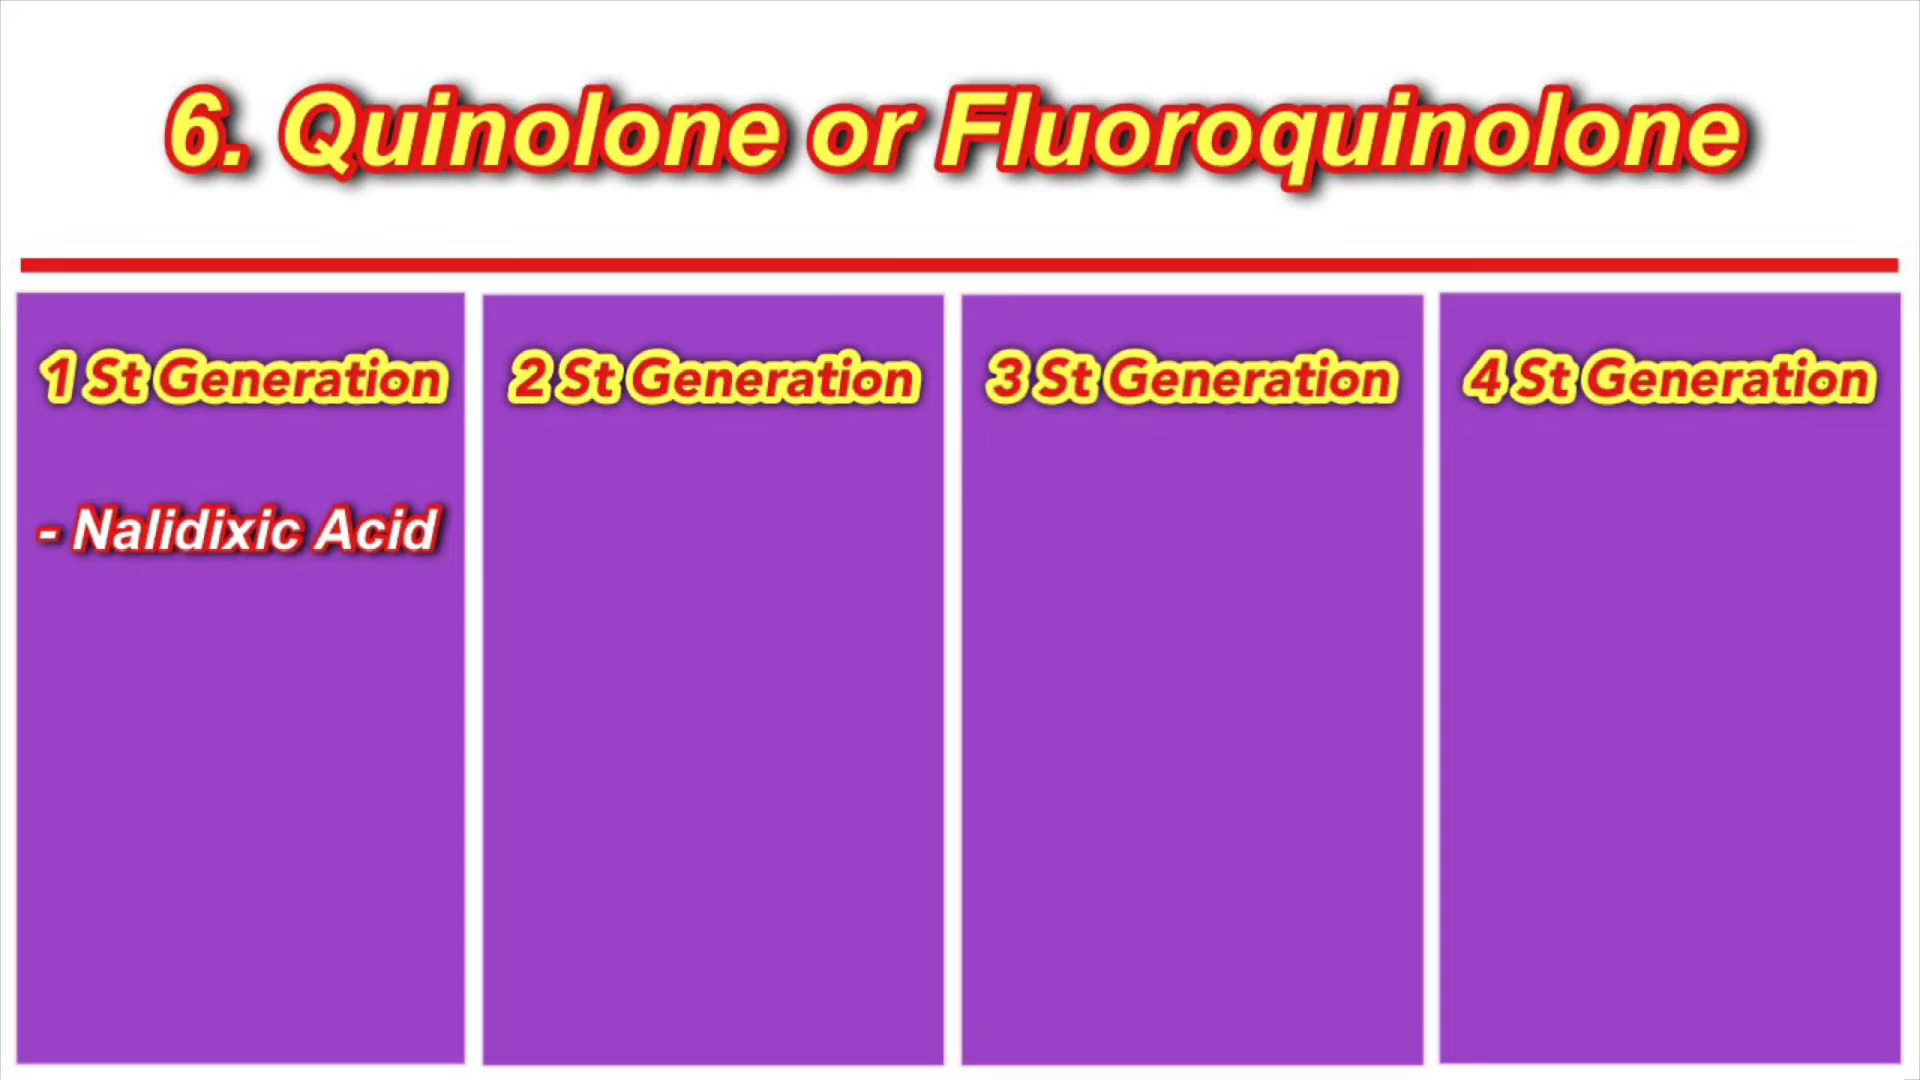 6. Quinolone or Fluoroquinolone
1 St Generation
2 St Generation
3 St Generation
4 St Generation
- Nalidixic Acid